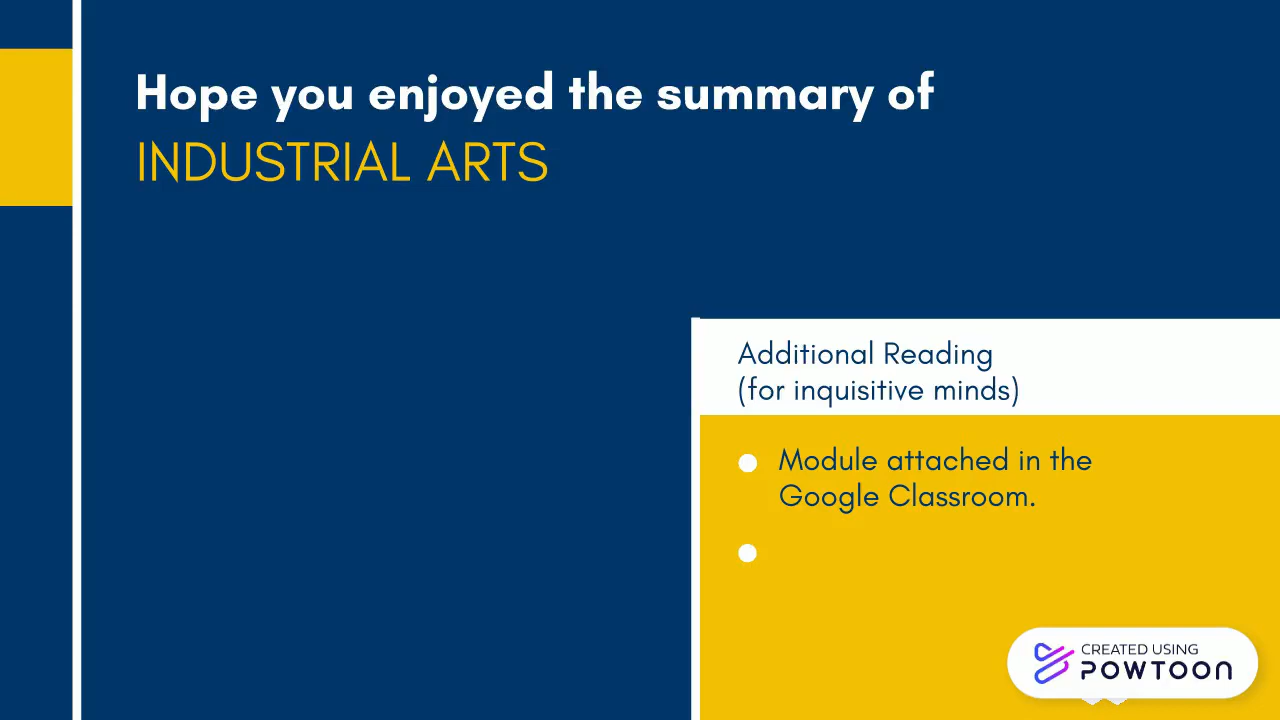 Hope you enjoyed the summary of
INDUSTRIAL ARTS
Additional Reading
(for inquisitive minds)
Module attached in the
Google Classroom.
CREATED USING
POWTOON